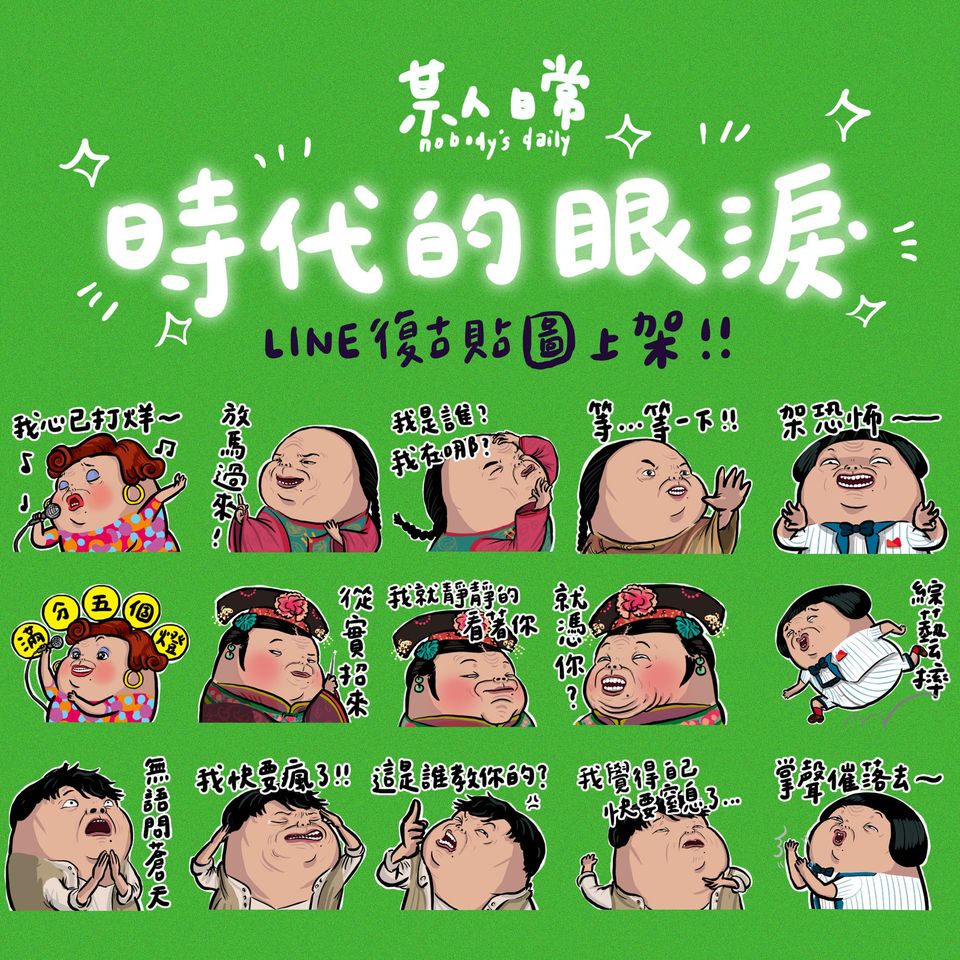 某人日常
nobody's daily
時代的眼淚
LINE復古貼圖上架!!
我心已打烊～
放馬過來!
我是誰?
我在哪?
等…等一下!!
架恐怖——
滿分五個燈
從實招來
我就靜靜的
看著你
就憑你?
綜藝摔
無語問蒼天
我快要瘋了!!
這是誰教你的?
我覺得自己
快要窒息了…
掌聲催落去～